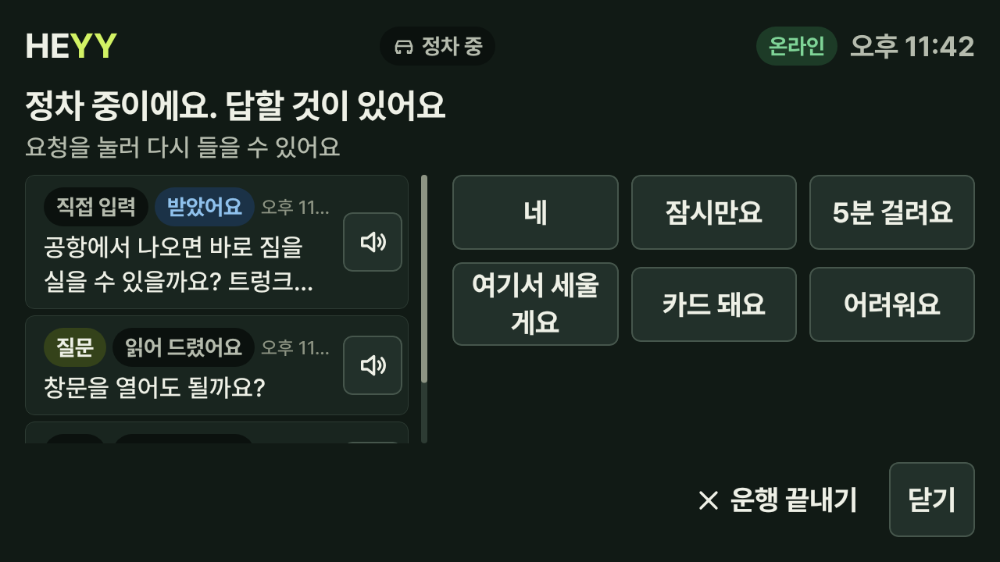 HEYY
정차 중
온라인 오후 11:42
정차 중이에요. 답할 것이 있어요
요청을 눌러 다시 들을 수 있어요
직접 입력 받았어요 오후 11...
공항에서 나오면 바로 짐을
실을 수 있을까요? 트렁크...
질문 읽어 드렸어요 오후 11...
창문을 열어도 될까요?
네
잠시만요
5분 걸려요
여기서 세울
게요
카드 돼요
어려워요
운행 끝내기
닫기